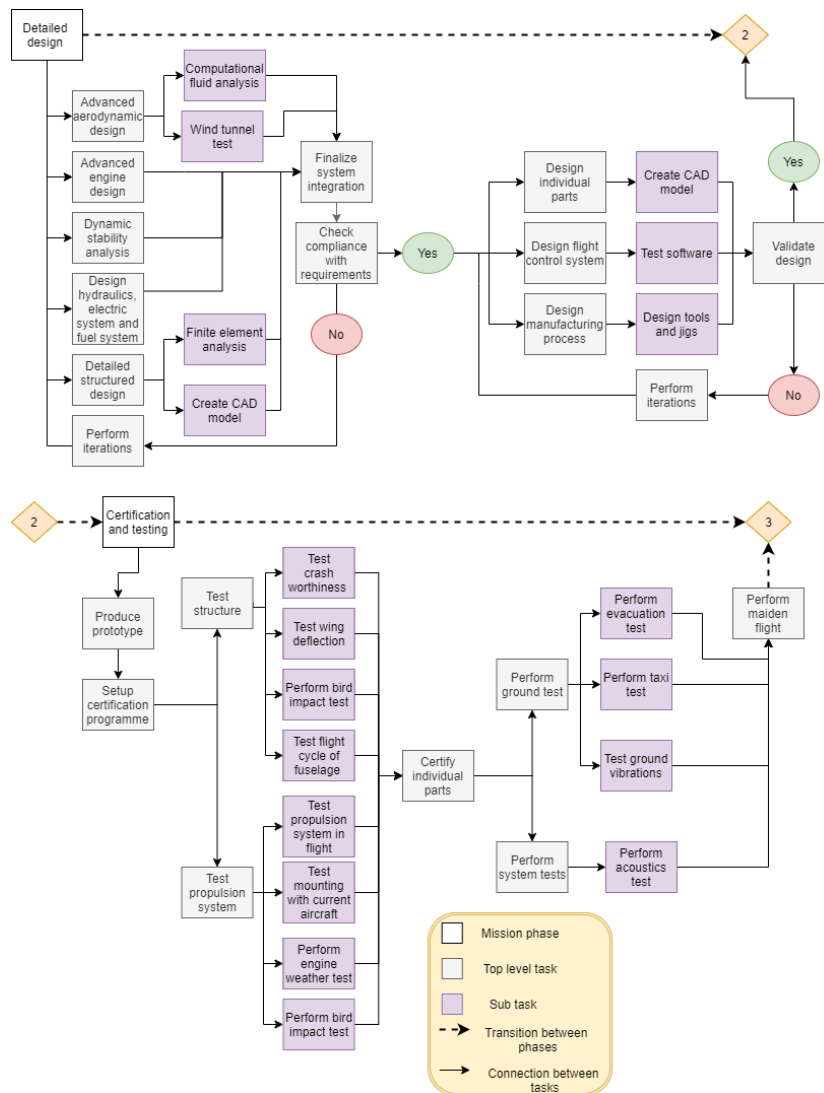 Detailed
design
2
Computational
fluid analysis
Advanced
aerodynamic
design
Wind tunnel
test
Yes
Advanced
engine
design
Finalize
system
integration
Design
individual
parts
Create CAD
model
Dynamic
stability
analysis
Check
compliance
with
requirements
Yes
Design flight
control system
Test
software
Validate
design
Design
hydraulics,
electric
system and
fuel system
Finite element
analysis
No
Design
manufacturing
process
Design tools
and jigs
Detailed
structured
design
Create CAD
model
Perform
iterations
No
Perform
iterations
2
Certification
and testing
3
Test
crash
worthiness
Test
structure
Produce
prototype
Test wing
deflection
Perform
evacuation
test
Perform
maiden
flight
Setup
certification
programme
Perform bird
impact test
Perform
ground test
Perform taxi
test
Test flight
cycle of
fuselage
Certify
individual
parts
Test ground
vibrations
Test
propulsion
system in
flight
Test
propulsion
system
Test
mounting
with current
aircraft
Perform
system tests
Perform
acoustics
test
Perform
engine
weather test
Perform bird
impact test
Mission phase
Top level task
Sub task
Transition between
phases
Connection between
tasks